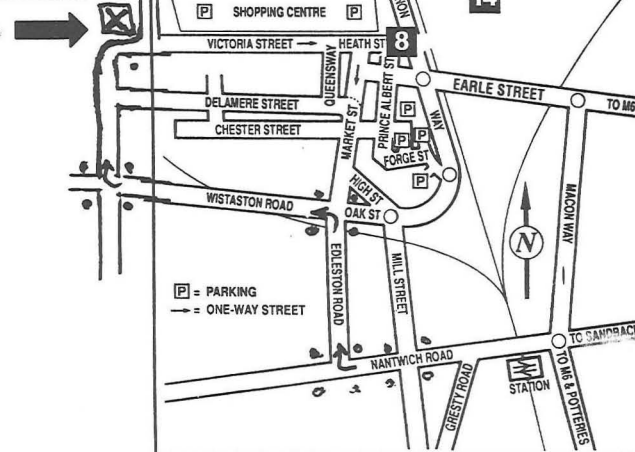 P SHOPPING CENTRE P
VICTORIA STREET → HEATH ST
8
QUEENSWAY
DELAMERE STREET
MARKET ST
PRINCE ALBERT ST
EARLE STREET
TO M6
P
WAY
CHESTER STREET
P
P
FORGE ST
P
HIGH ST
WISTASTON ROAD
OAK ST
MACON WAY
N
EDLESTON ROAD
MILL STREET
P = PARKING
→ = ONE-WAY STREET
NANTWICH ROAD
TO SANDBACH
STATION
GRESTY ROAD
TO M6 & POTTERIES